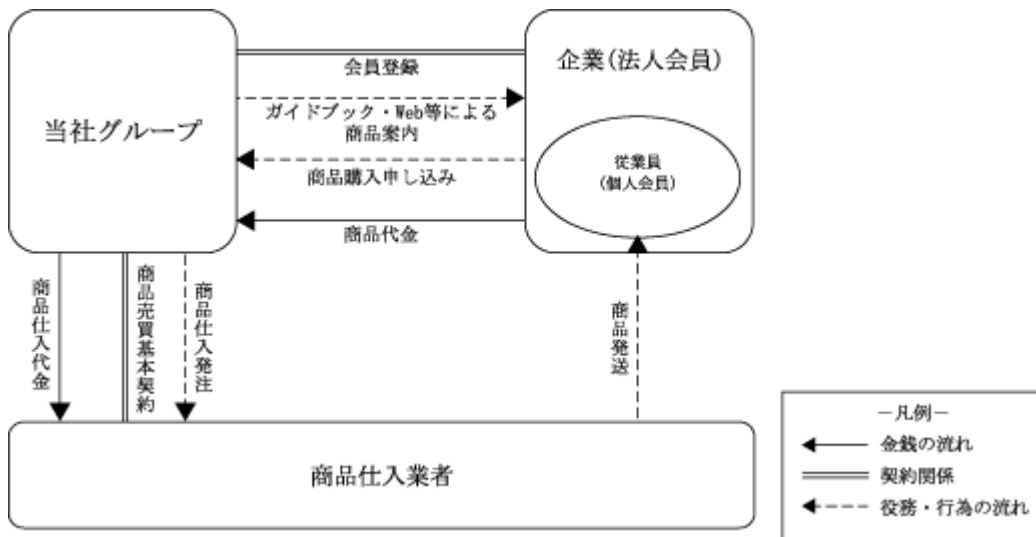 当社グループ
会員登録
ガイドブック・Web等による
商品案内
商品購入申し込み
商品代金
企業(法人会員)
従業員
(個人会員)
商品仕入代金
商品売買基本契約
商品仕入発注
商品発送
商品仕入業者
－凡例－
金銭の流れ
契約関係
役務・行為の流れ